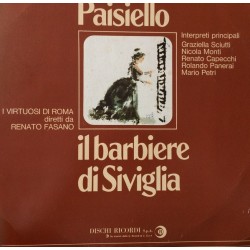 Paisiello
Interpreti principali
Graziella Sciutti
Nicola Monti
Renato Capecchi
Rolando Panerai
Mario Petri
I VIRTUOSI DI ROMA
diretti da
RENATO FASANO
il barbiere
di Siviglia
DISCHI RICORDI S.p.A.